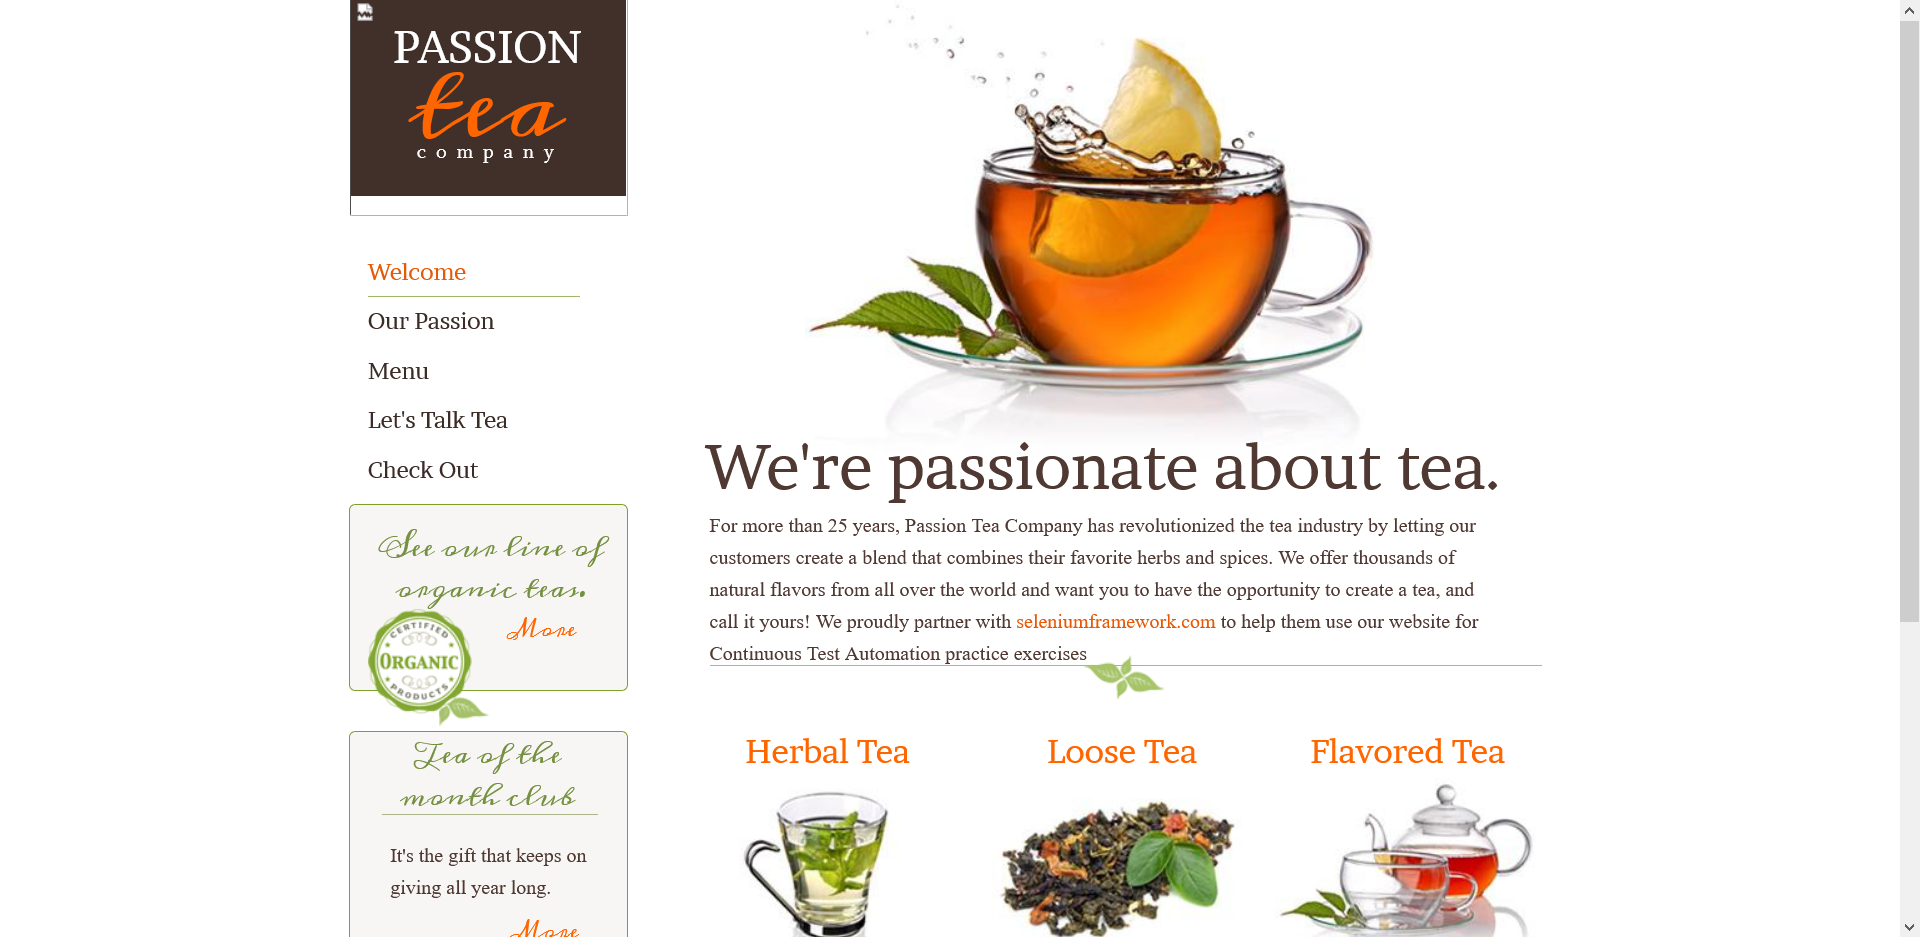 PASSION
tea
company
Welcome
Our Passion
Menu
Let's Talk Tea
Check Out
See our line of
organic teas.
More
CERTIFIED
ORGANIC
PRODUCTS
Tea of the
month club
It's the gift that keeps on
giving all year long.
More
We're passionate about tea.
For more than 25 years, Passion Tea Company has revolutionized the tea industry by letting our
customers create a blend that combines their favorite herbs and spices. We offer thousands of
natural flavors from all over the world and want you to have the opportunity to create a tea, and
call it yours! We proudly partner with seleniumframework.com to help them use our website for
Continuous Test Automation practice exercises
Herbal Tea
Loose Tea
Flavored Tea